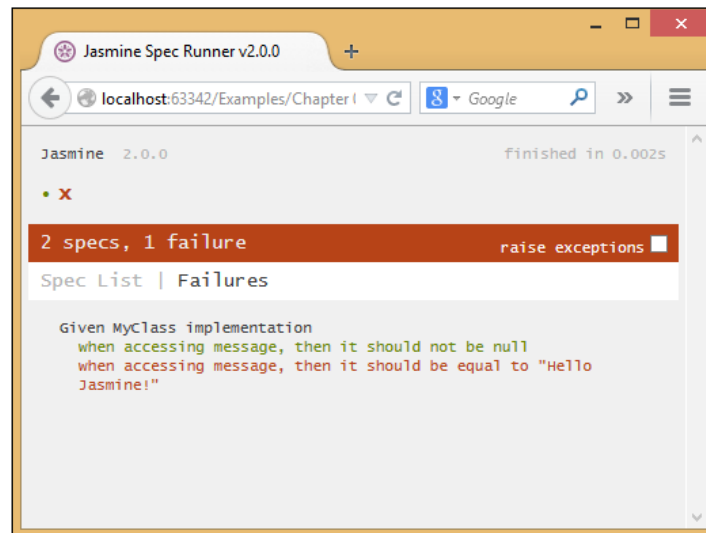 Jasmine Spec Runner v2.0.0
localhost:63342/Examples/Chapter
Google
Jasmine 2.0.0 finished in 0.002s
• x
2 specs, 1 failure raise exceptions
Spec List | Failures
Given MyClass implementation
when accessing message, then it should not be null
when accessing message, then it should be equal to "Hello
Jasmine!"